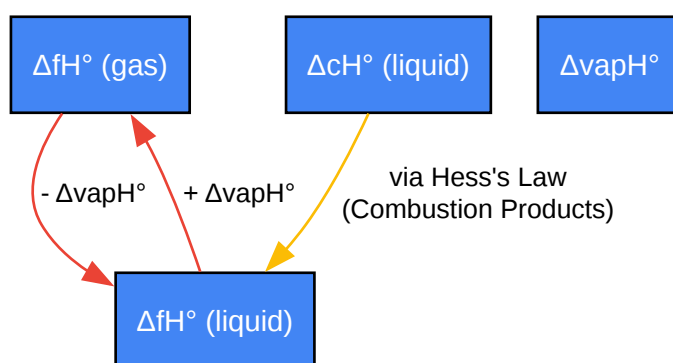 ΔfH° (gas)
ΔcH° (liquid)
ΔvapH°
- ΔvapH°
+ ΔvapH°
via Hess's Law
(Combustion Products)
ΔfH° (liquid)